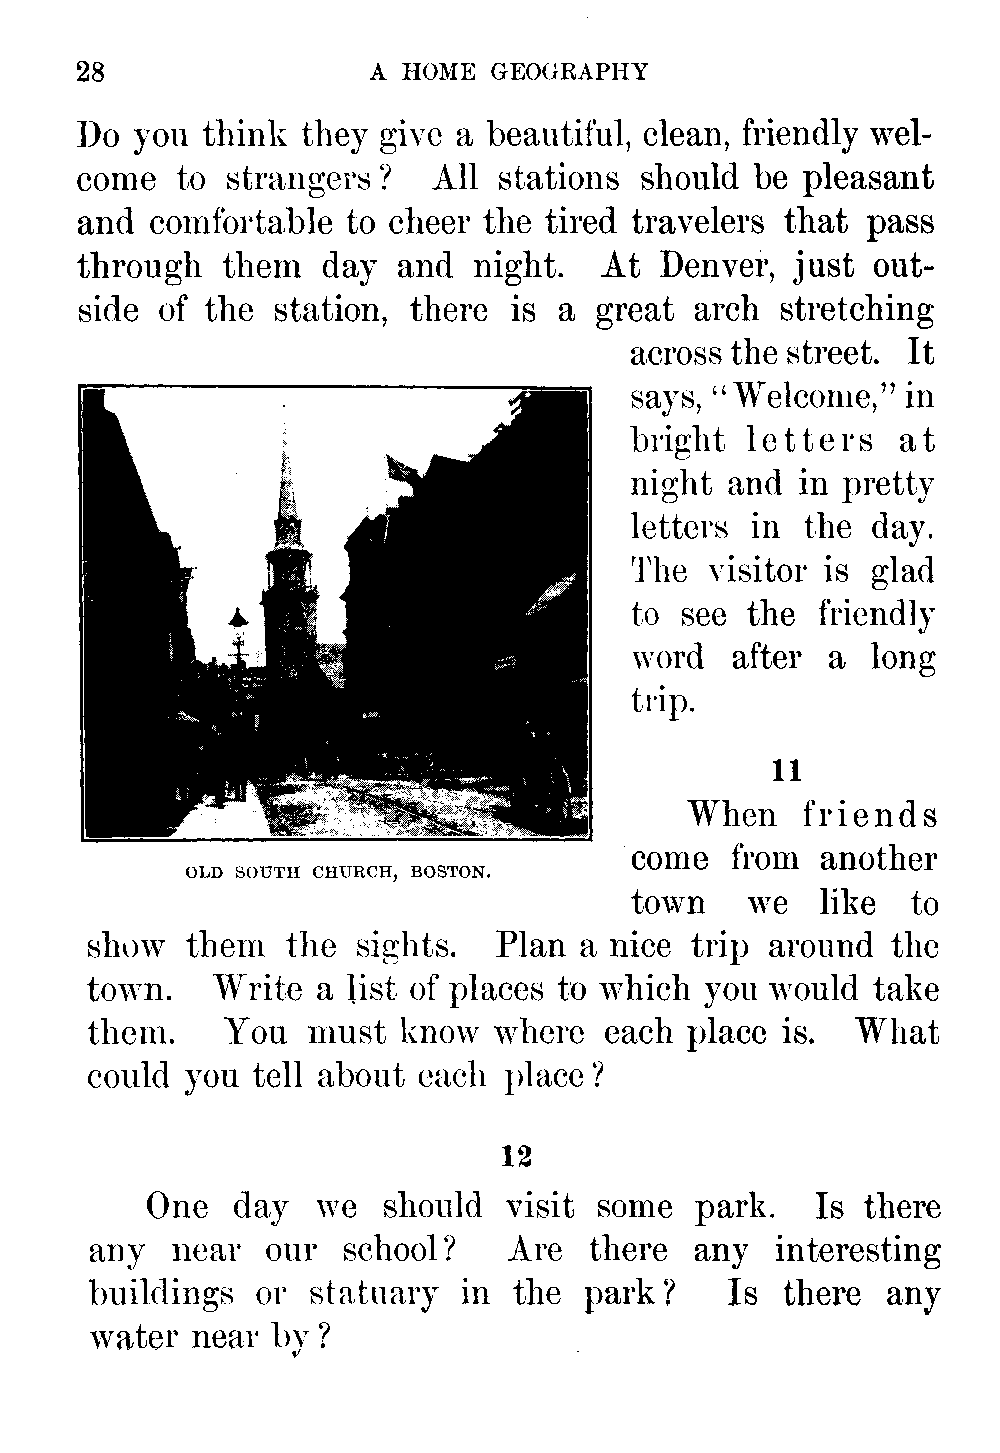 28 A HOME GEOGRAPHY
Do you think they give a beautiful, clean, friendly wel-
come to strangers? All stations should be pleasant
and comfortable to cheer the tired travelers that pass
through them day and night. At Denver, just out-
side of the station, there is a great arch stretching
across the street. It
says, "Welcome," in
bright letters at
night and in pretty
letters in the day.
The visitor is glad
to see the friendly
word after a long
trip.
OLD SOUTH CHURCH, BOSTON.
11
When friends
come from another
town we like to
show them the sights. Plan a nice trip around the
town. Write a list of places to which you would take
them. You must know where each place is. What
could you tell about each place?
12
One day we should visit some park. Is there
any near our school? Are there any interesting
buildings or statuary in the park? Is there any
water near by?